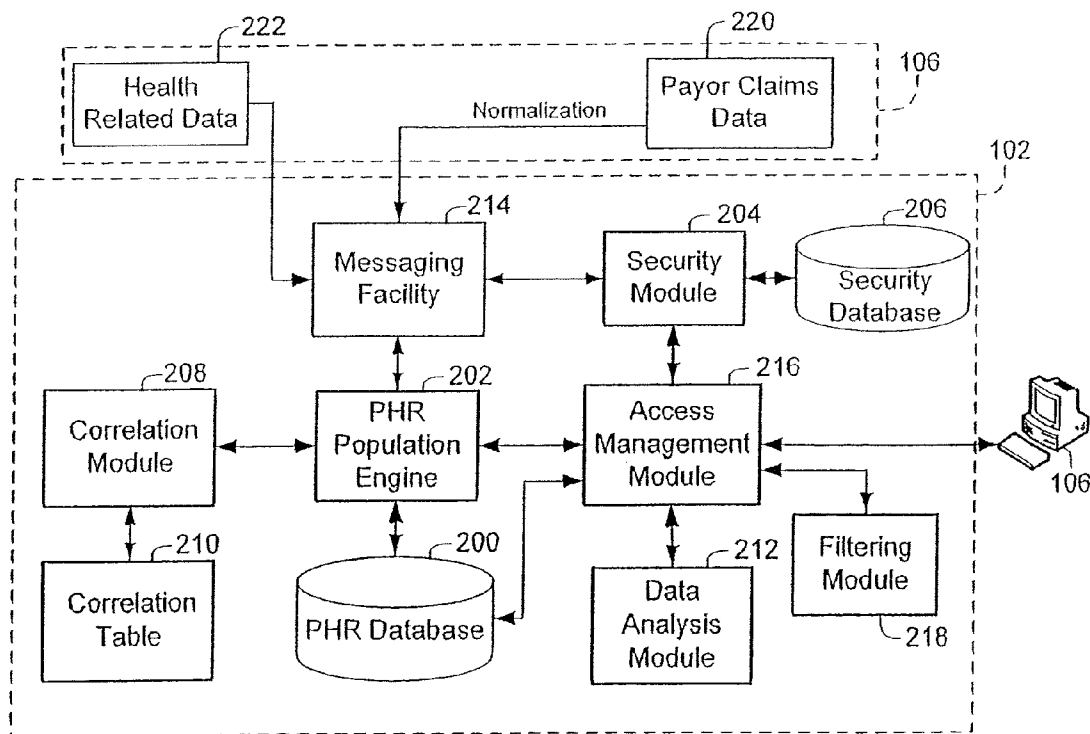 222
220
106
Health
Related Data
Payor Claims
Data
Normalization
102
214
204
206
Messaging
Facility
Security
Module
Security
Database
208
202
216
Correlation
Module
PHR
Population
Engine
Access
Management
Module
106
210
200
212
Correlation
Table
PHR Database
Data
Analysis
Module
Filtering
Module
218